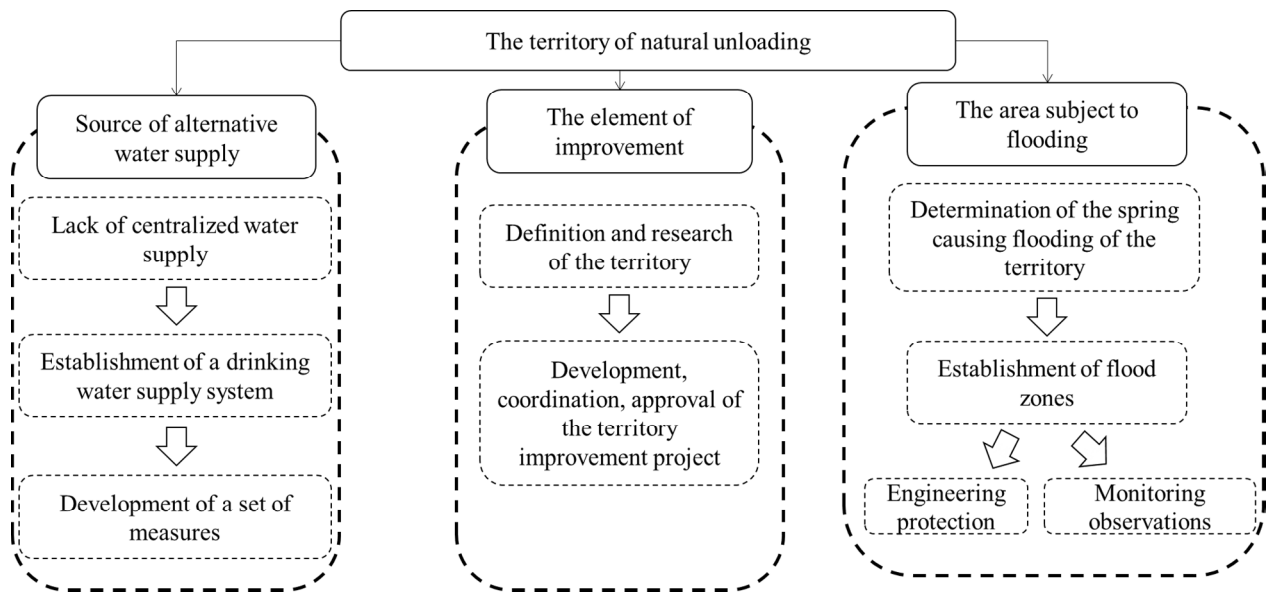 The territory of natural unloading
Source of alternative
water supply
Lack of centralized water
supply
Establishment of a drinking
water supply system
Development of a set of
measures
The element of
improvement
Definition and research
of the territory
Development,
coordination, approval of
the territory
improvement project
The area subject to
flooding
Determination of the spring
causing flooding of the
territory
Establishment of flood
zones
Engineering
protection
Monitoring
observations